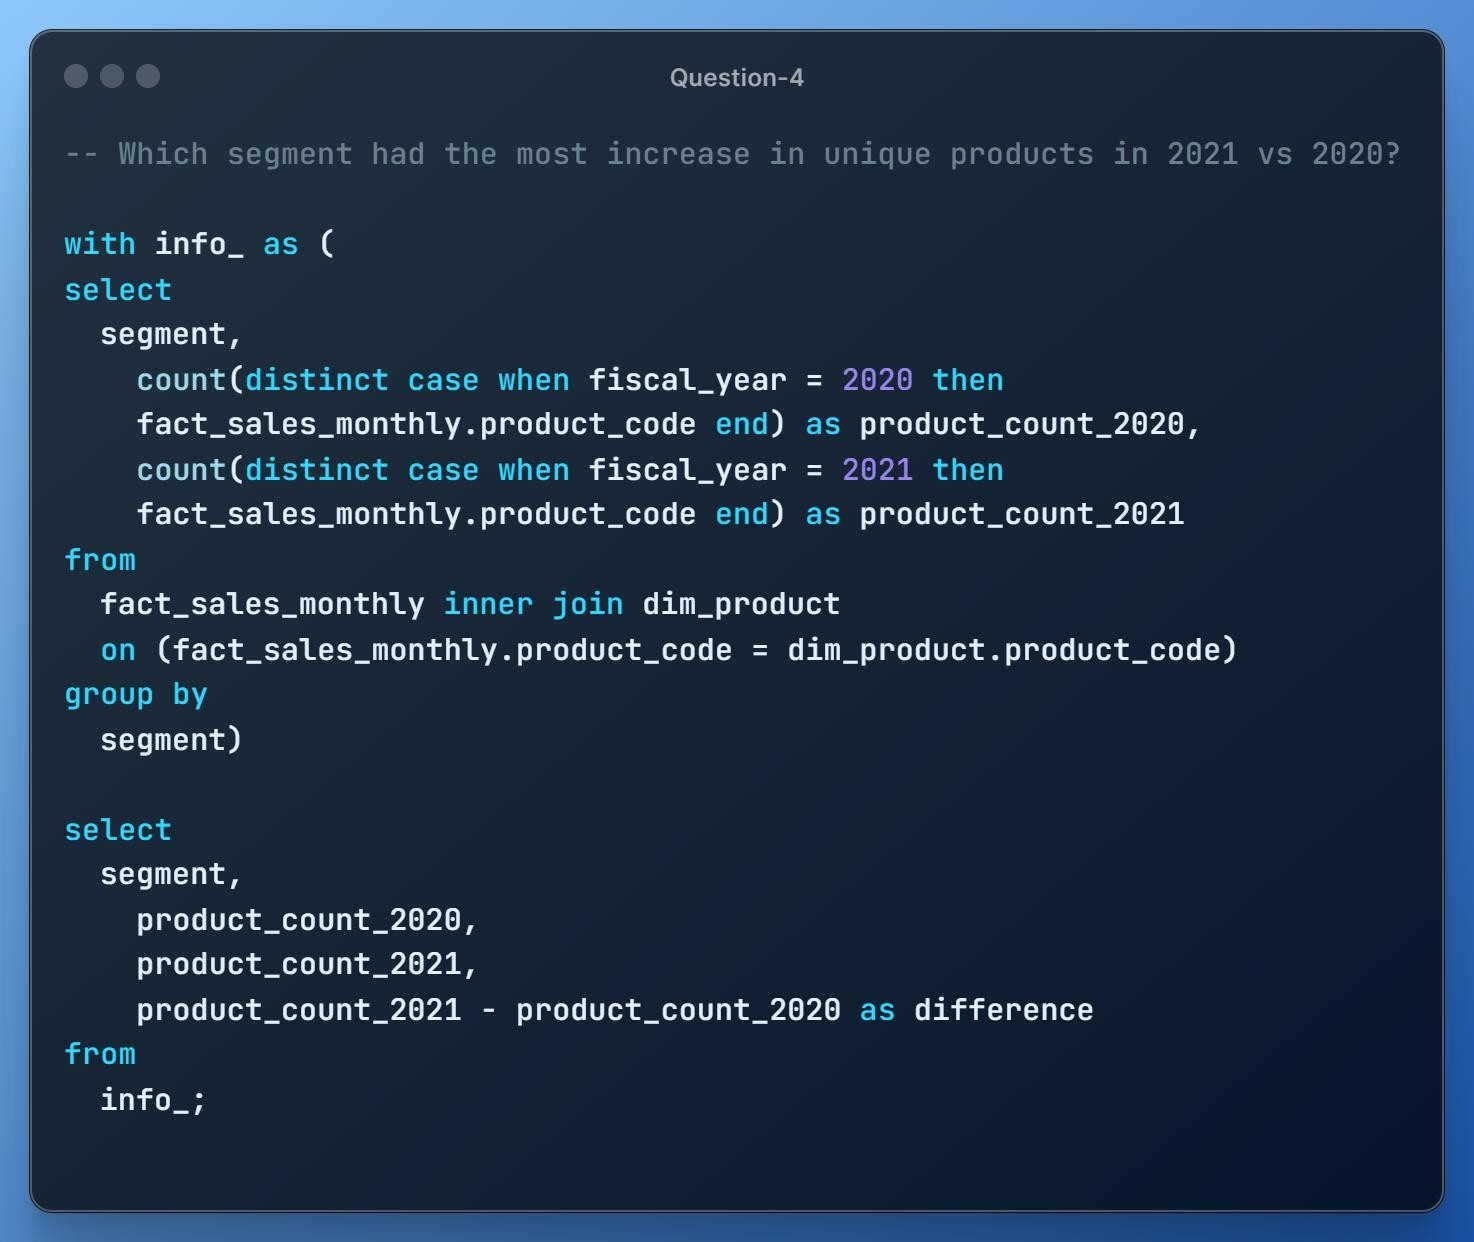 Question-4
-- Which segment had the most increase in unique products in 2021 vs 2020?
with info_ as (
select
segment,
count(distinct case when fiscal_year = 2020 then
fact_sales_monthly.product_code end) as product_count_2020,
count(distinct case when fiscal_year = 2021 then
fact_sales_monthly.product_code end) as product_count_2021
from
fact_sales_monthly inner join dim_product
on (fact_sales_monthly.product_code = dim_product.product_code)
group by
segment)
select
segment,
product_count_2020,
product_count_2021,
product_count_2021 - product_count_2020 as difference
from
info_;